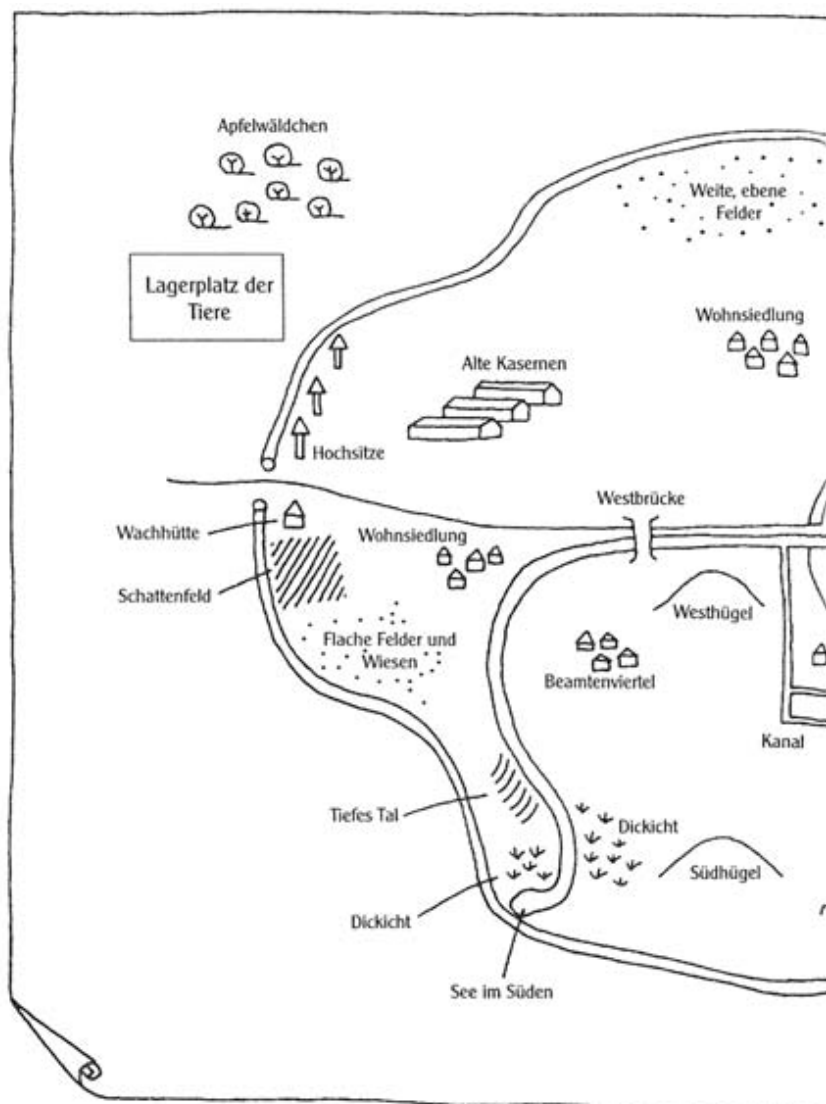 Apfelwäldchen
Weite, ebene
Felder
Lagerplatz der
Tiere
Wohnsiedlung
Alte Kasernen
Hochsitze
Westbrücke
Wachhütte
Wohnsiedlung
Schattenfeld
Westhügel
Flache Felder und
Wiesen
Beamtenviertel
Kanal
Tiefes Tal
Dickicht
Südhügel
Dickicht
See im Süden